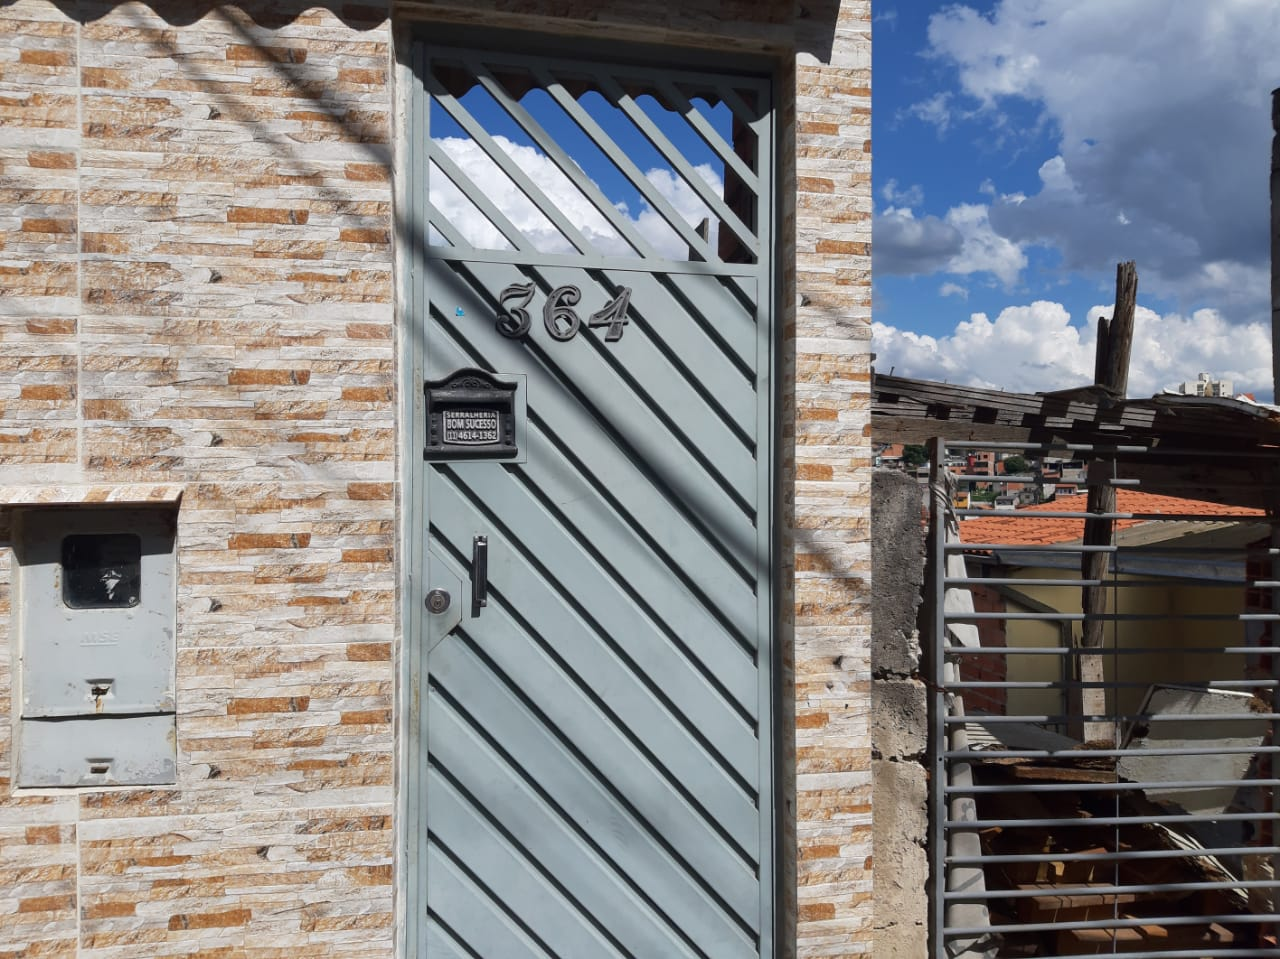 364
SERRALHERIA
BOM SUCESSO
(11) 4614-1362